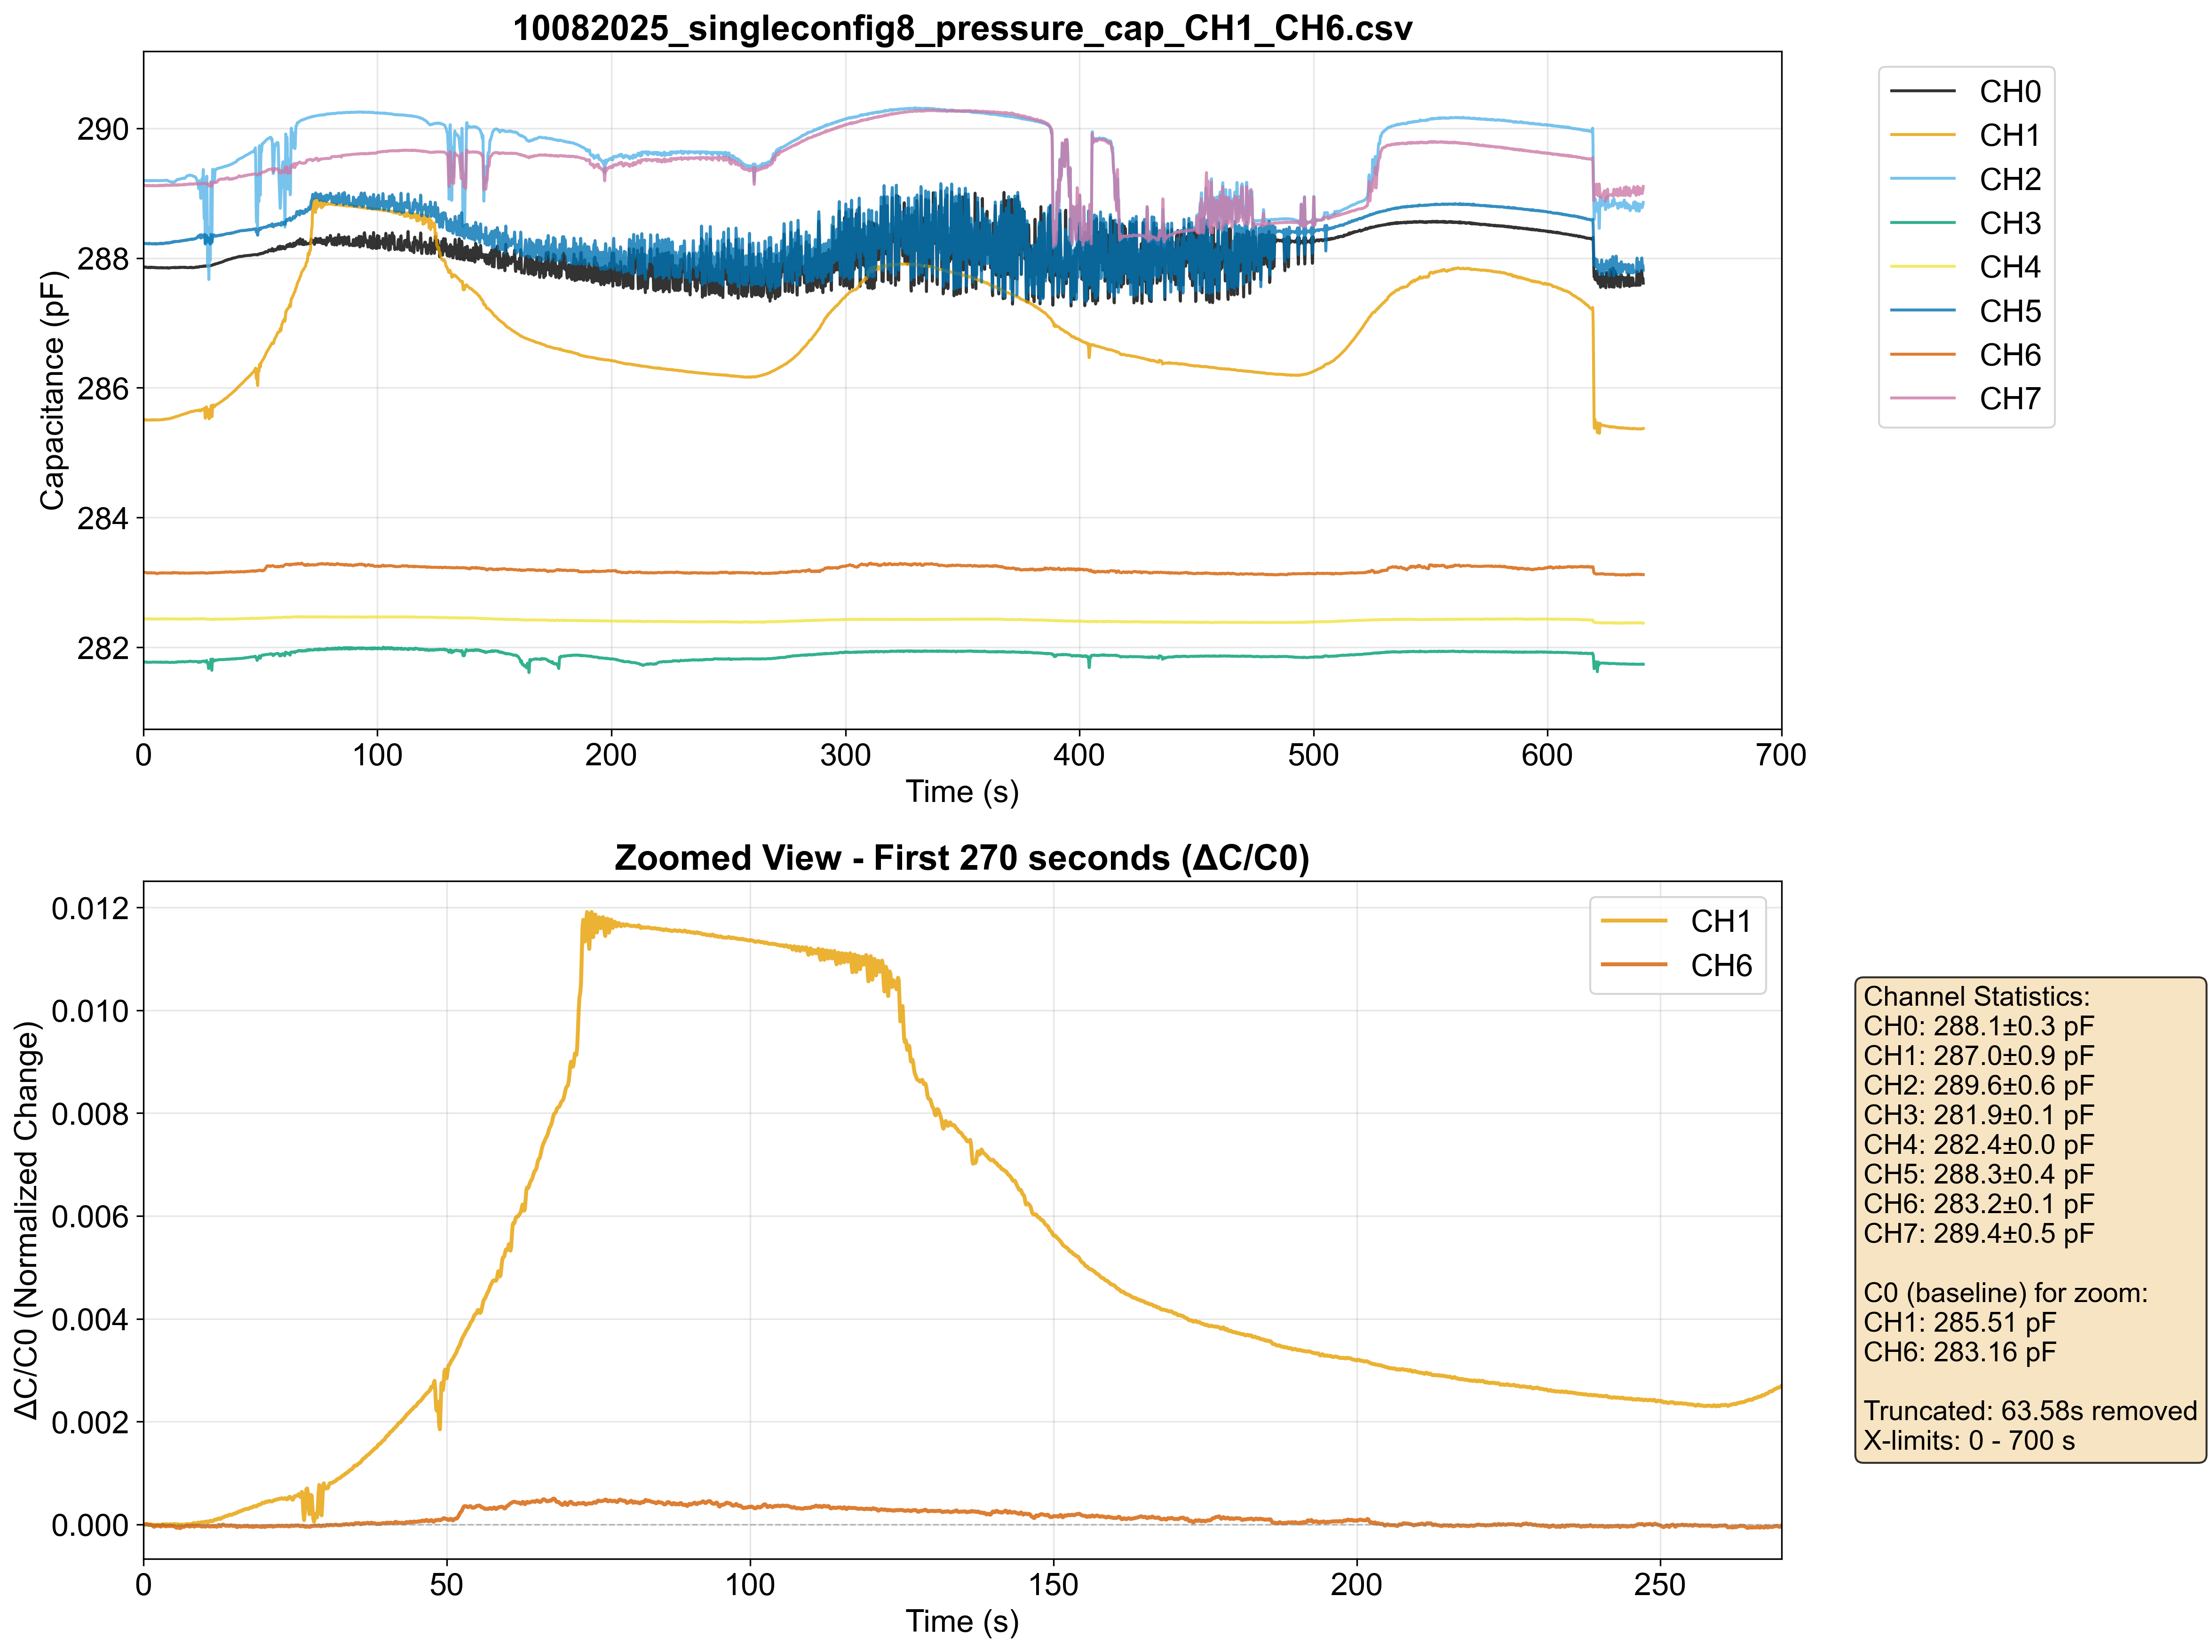 10082025_singleconfig8_pressure_cap_CH1_CH6.csv
Capacitance (pF)
290
288
286
284
282
0 100 200 300 400 500 600 700
Time (s)
CH0
CH1
CH2
CH3
CH4
CH5
CH6
CH7
Zoomed View - First 270 seconds (ΔC/C0)
ΔC/C0 (Normalized Change)
0.012
0.010
0.008
0.006
0.004
0.002
0.000
0 50 100 150 200 250
Time (s)
CH1
CH6
Channel Statistics:
CH0: 288.1±0.3 pF
CH1: 287.0±0.9 pF
CH2: 289.6±0.6 pF
CH3: 281.9±0.1 pF
CH4: 282.4±0.0 pF
CH5: 288.3±0.4 pF
CH6: 283.2±0.1 pF
CH7: 289.4±0.5 pF
C0 (baseline) for zoom:
CH1: 285.51 pF
CH6: 283.16 pF
Truncated: 63.58s removed
X-limits: 0 - 700 s